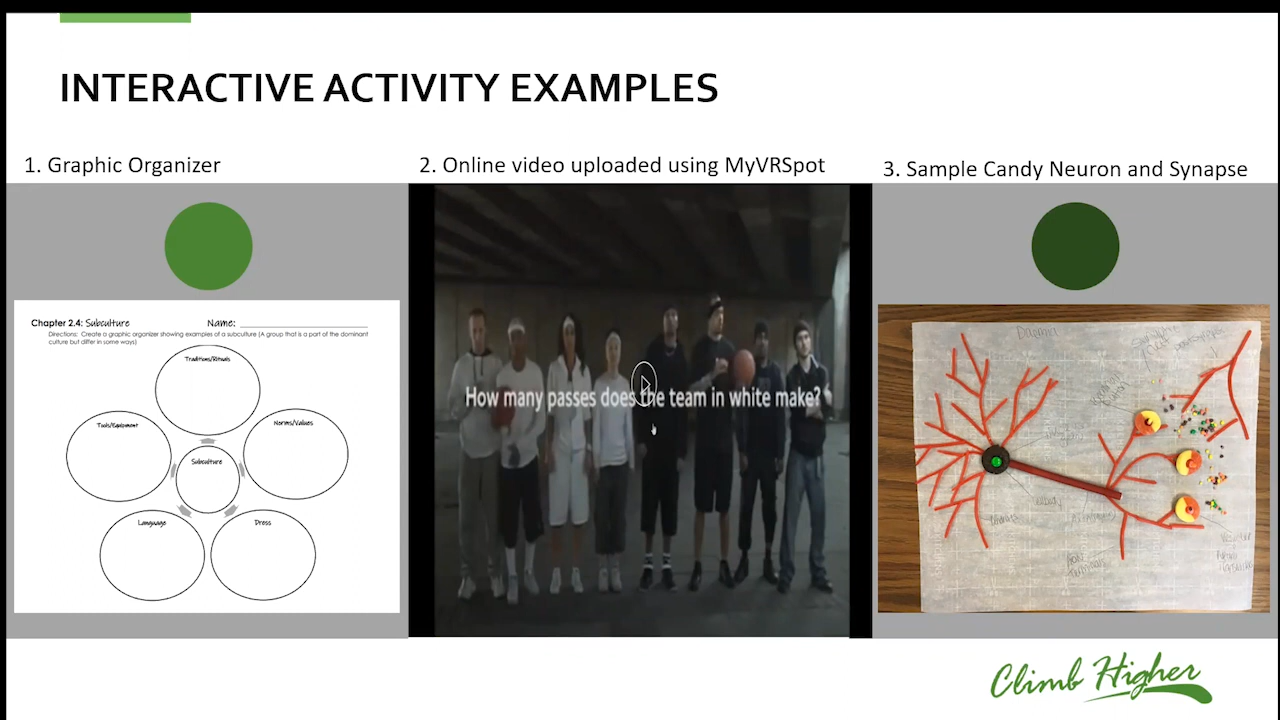 INTERACTIVE ACTIVITY EXAMPLES
1. Graphic Organizer
2. Online video uploaded using MyVRSpot
3. Sample Candy Neuron and Synapse
Chapter 2.4: Subculture Name:
Directions: Create a graphic organizer showing examples of a subculture (A group that is a part of the dominant
culture but differ in some ways)
Traditions/Rituals
Tools/Equipment
Norms/Values
Subculture
Language
Dress
How many passes does the team in white make?
Climb Higher